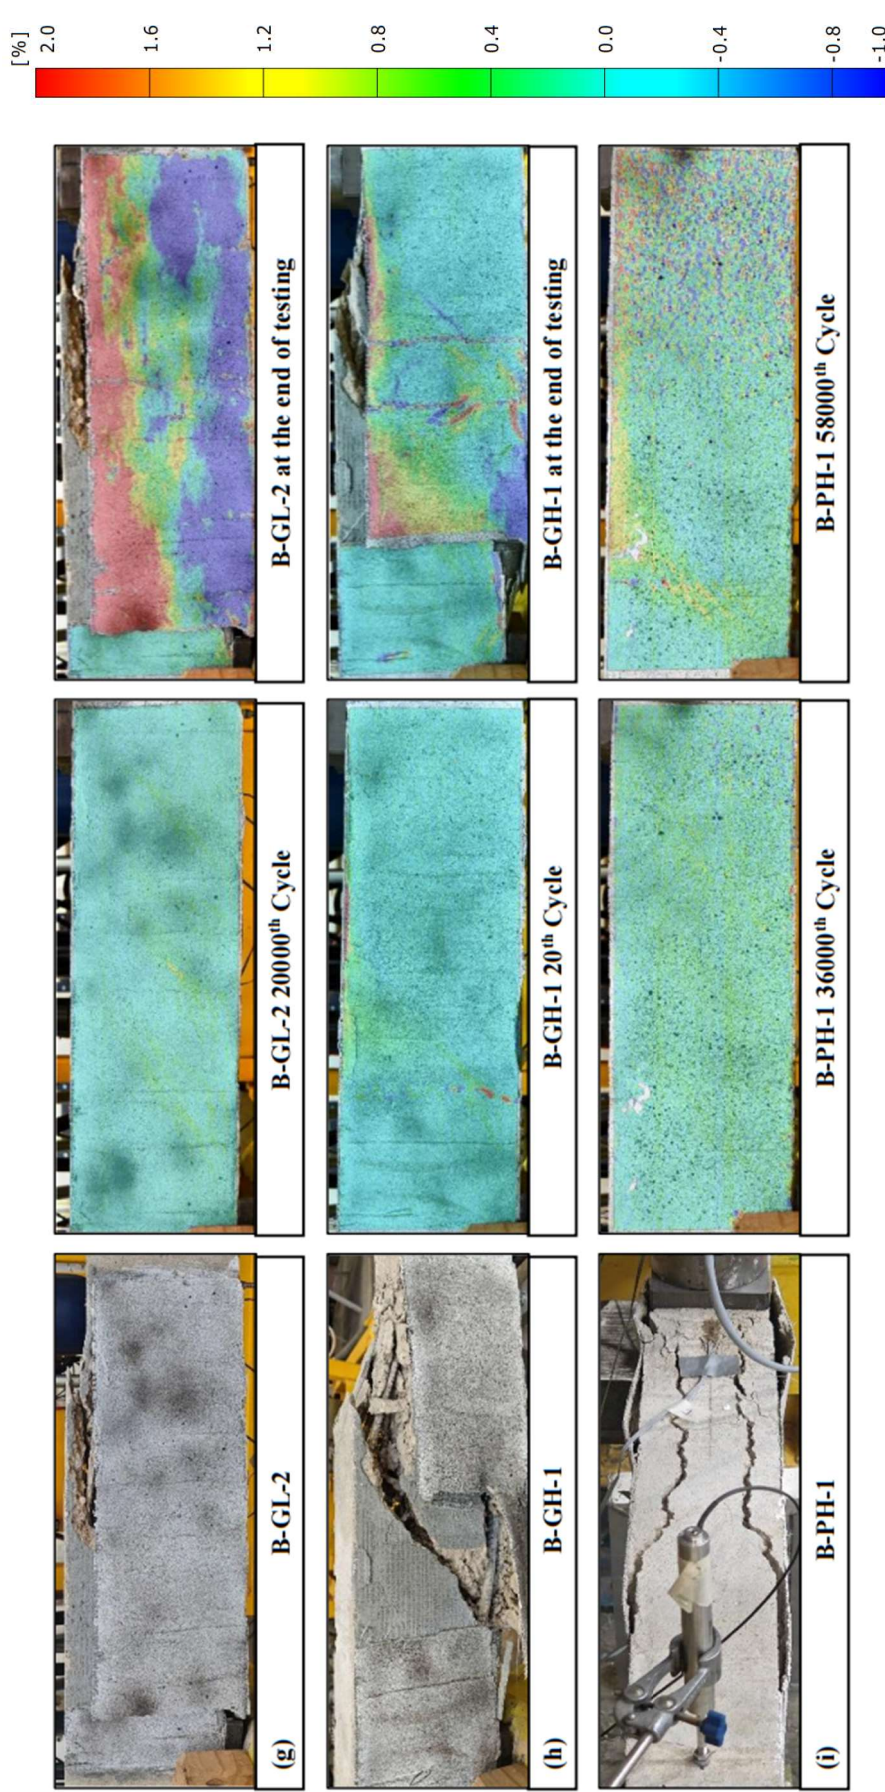 (g) B-GL-2
B-GL-2 20000th Cycle
B-GL-2 at the end of testing
(h) B-GH-1
B-GH-1 20th Cycle
B-GH-1 at the end of testing
(i) B-PH-1
B-PH-1 36000th Cycle
B-PH-1 58000th Cycle
[%]
2.0
1.6
1.2
0.8
0.4
0.0
-0.4
-0.8
-1.0